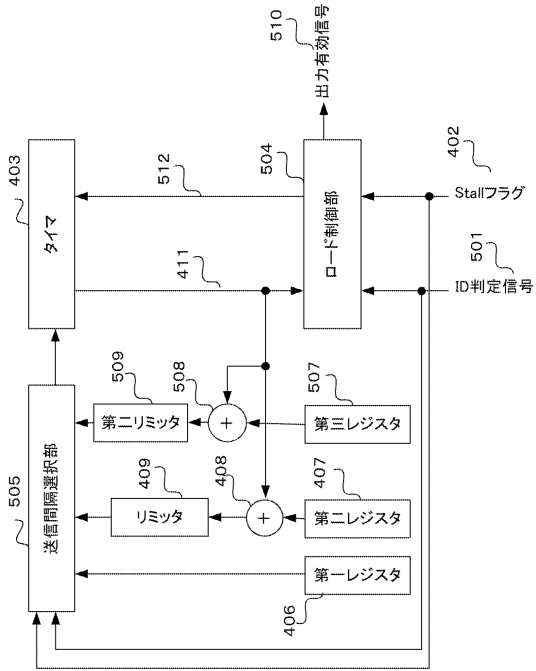 403
タイマ
512
411
504
ロード制御部
510
出力有効信号
402
Stallフラグ
501
ID判定信号
505
送信間隔選択部
509
第二リミッタ
508
+
507
第三レジスタ
409
リミッタ
408
+
407
第二レジスタ
第一レジスタ
406